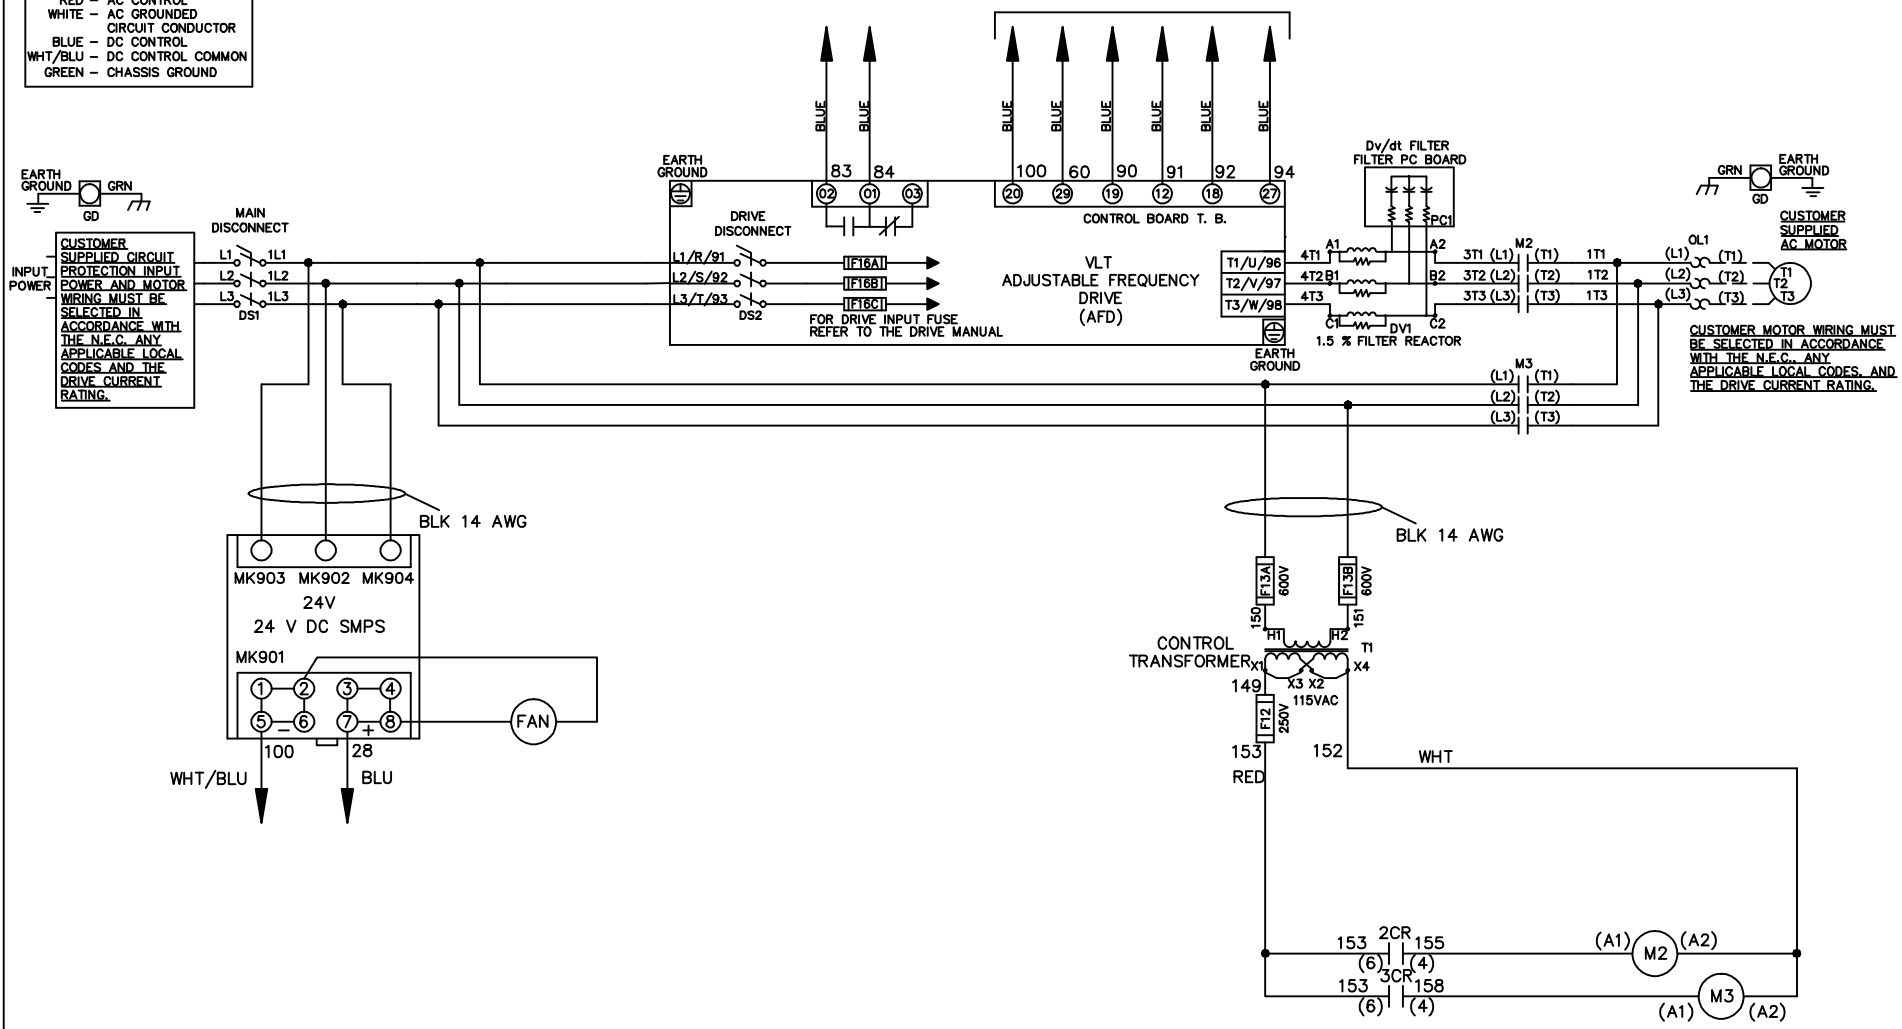 RED – AC CONTROL
WHITE – AC GROUNDED
CIRCUIT CONDUCTOR
BLUE – DC CONTROL
WHT/BLU – DC CONTROL COMMON
GREEN – CHASSIS GROUND
BLUE BLUE BLUE BLUE BLUE BLUE BLUE BLUE
EARTH
GROUND
GRN
GD
MAIN
DISCONNECT
CUSTOMER
SUPPLIED CIRCUIT
PROTECTION INPUT
POWER AND MOTOR
WIRING MUST BE
SELECTED IN
ACCORDANCE WITH
THE N.E.C. ANY
APPLICABLE LOCAL
CODES AND THE
DRIVE CURRENT
RATING.
INPUT
POWER
L1 1L1
L2 1L2
L3 1L3
DS1
EARTH
GROUND
83 84
02 01 03
100 60 90 91 92 94
20 29 19 12 18 27
CONTROL BOARD T. B.
DRIVE
DISCONNECT
L1/R/91
L2/S/92
L3/T/93
DS2
F16A
F16B
F16C
FOR DRIVE INPUT FUSE
REFER TO THE DRIVE MANUAL
VLT
ADJUSTABLE FREQUENCY
DRIVE
(AFD)
T1/U/96
T2/V/97
T3/W/98
EARTH
GROUND
Dv/dt FILTER
FILTER PC BOARD
PC1
4T1 A1 A2
4T2 B1 B2
4T3 C1 C2
DV1
1.5 % FILTER REACTOR
M2
3T1 (L1) (T1) 1T1
3T2 (L2) (T2) 1T2
3T3 (L3) (T3) 1T3
OL1
(L1) (T1)
(L2) (T2)
(L3) (T3)
T1
T2
T3
GRN
GD
EARTH
GROUND
CUSTOMER
SUPPLIED
AC MOTOR
CUSTOMER MOTOR WIRING MUST
BE SELECTED IN ACCORDANCE
WITH THE N.E.C., ANY
APPLICABLE LOCAL CODES, AND
THE DRIVE CURRENT RATING.
M3
(L1) (T1)
(L2) (T2)
(L3) (T3)
BLK 14 AWG
MK903 MK902 MK904
24V
24 V DC SMPS
MK901
1 2 3 4
5 – 6 7 + 8
FAN
100 28
WHT/BLU BLU
BLK 14 AWG
F13A 600V
F13B 600V
150 151
H1 H2
T1
CONTROL
TRANSFORMER
X1 X3 X2 X4
115VAC
149
F12 250V
153 152
RED
WHT
2CR
153 155
(6) (4)
(A1) M2 (A2)
3CR
153 158
(6) (4)
(A1) M3 (A2)